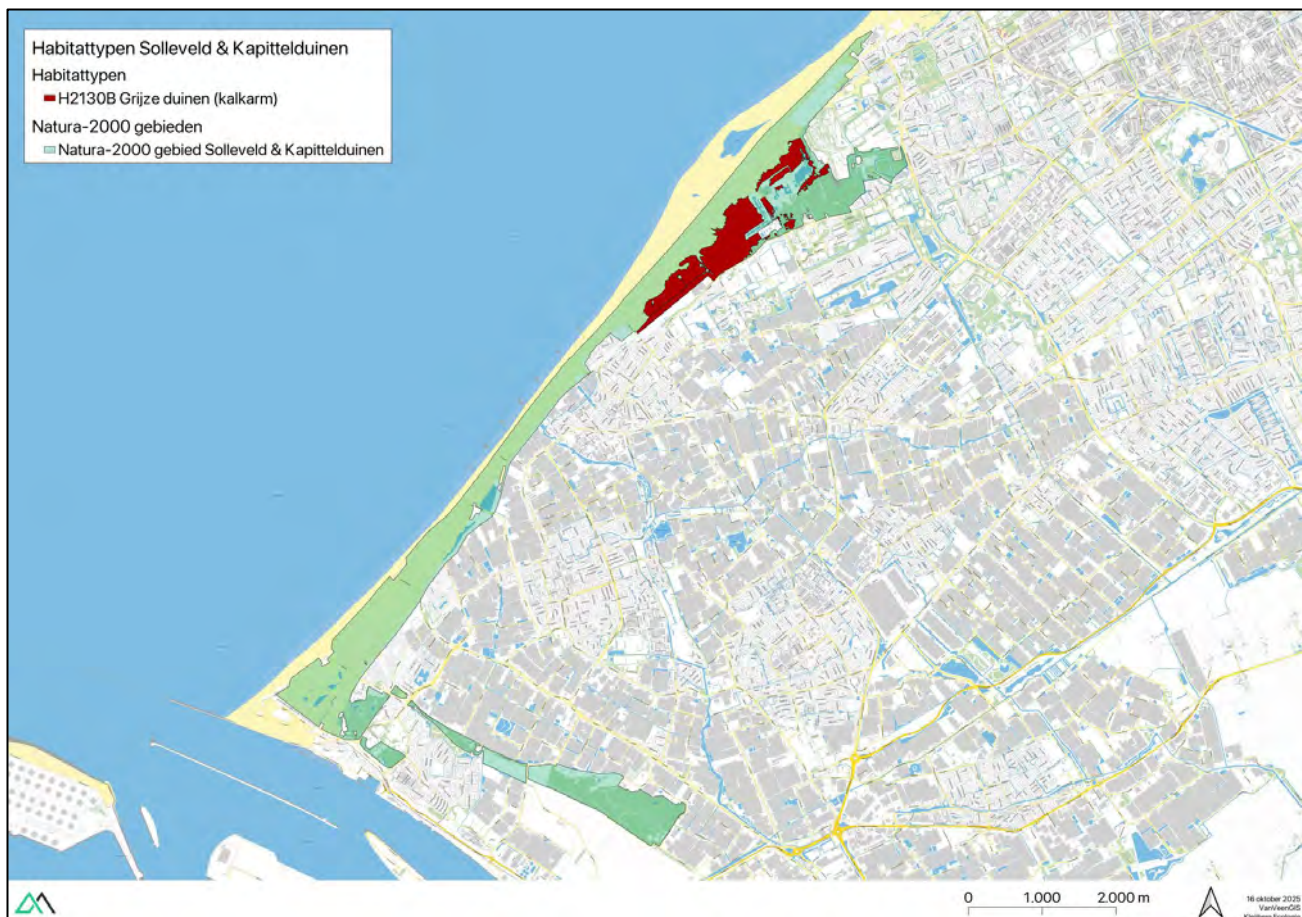 Habitattypen Solleveld & Kapittelduinen
Habitattypen
H2130B Grijze duinen (kalkarm)
Natura-2000 gebieden
Natura-2000 gebied Solleveld & Kapittelduinen
0 1.000 2.000 m
16 oktober 2025
VanVeenGIS
Ecologie